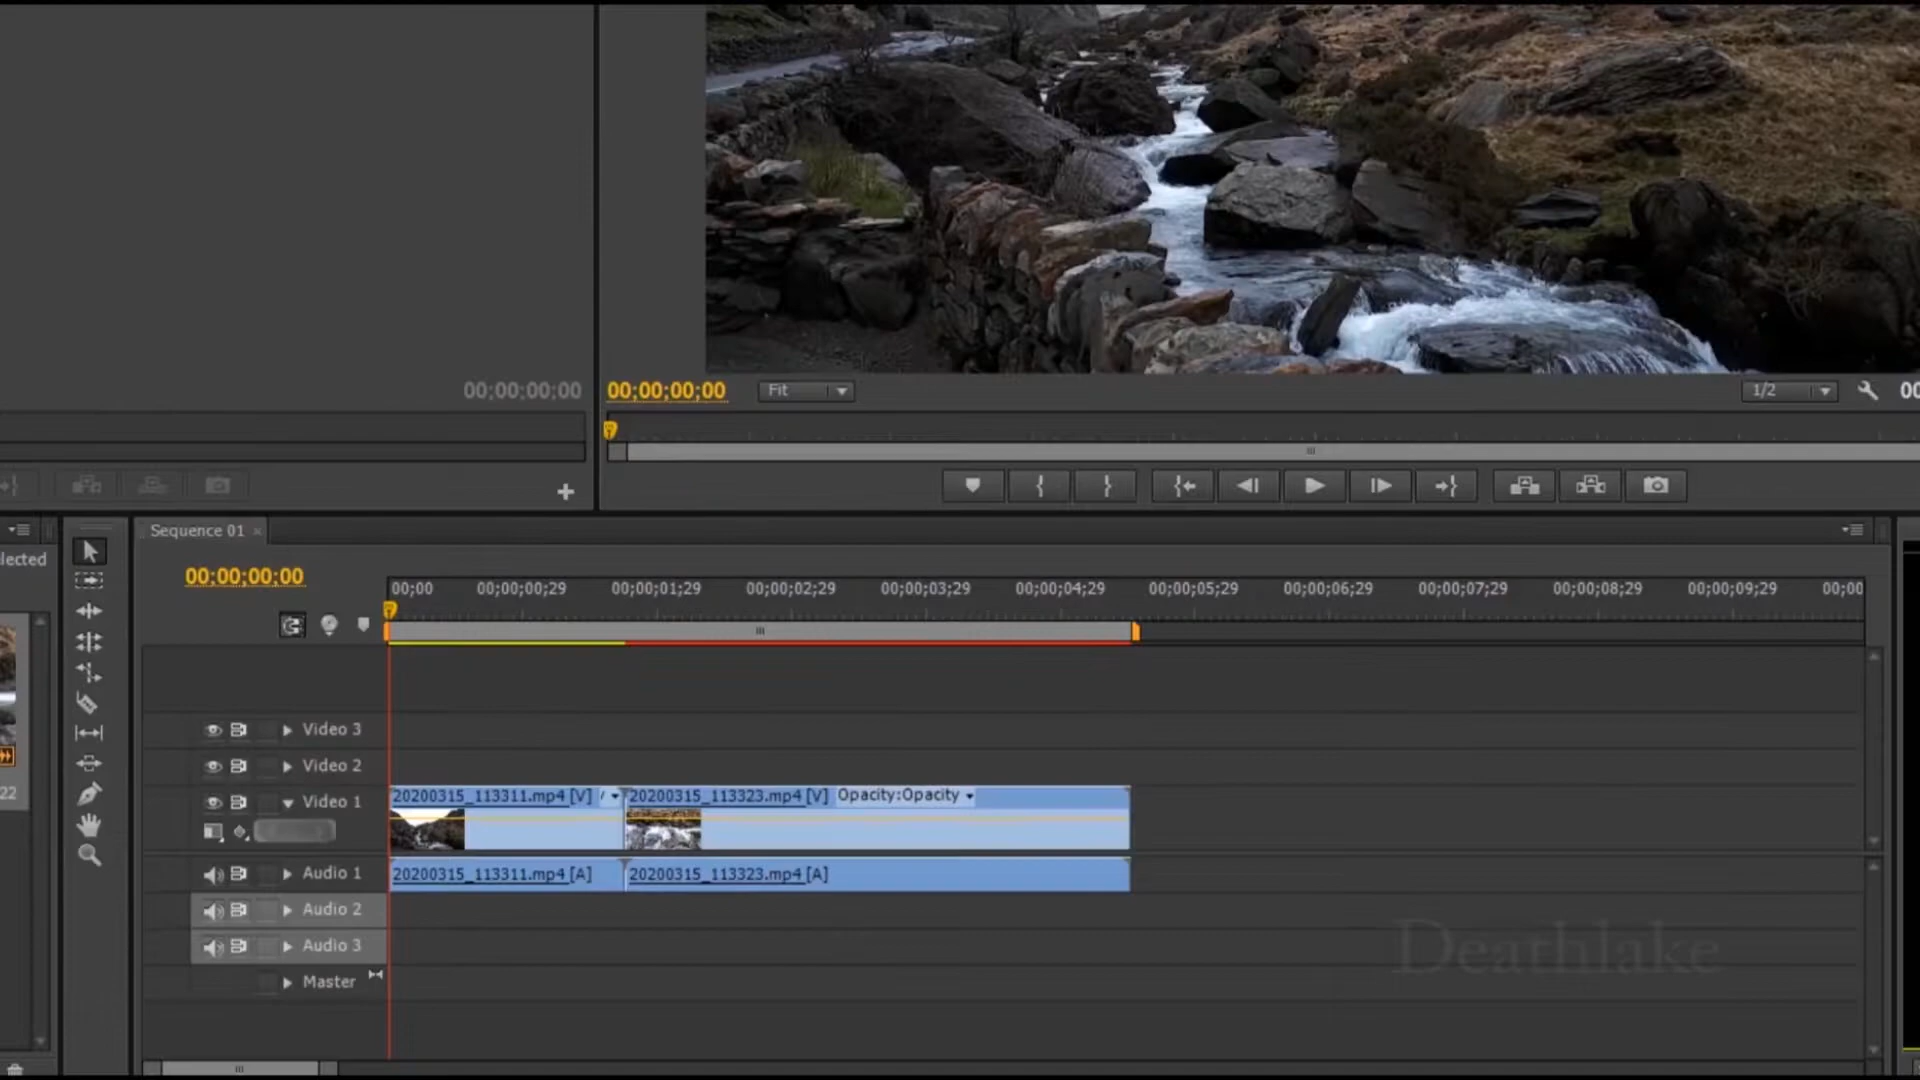 00;00;00;00
00;00;00;00
Fit
1/2
00
Sequence 01
lected
00;00;00;00
00;00
00;00;00;29
00;00;01;29
00;00;02;29
00;00;03;29
00;00;04;29
00;00;05;29
00;00;06;29
00;00;07;29
00;00;08;29
00;00;09;29
00;00
Video 3
Video 2
22
Video 1
20200315_113311.mp4 [V]
20200315_113323.mp4 [V] Opacity:Opacity
Audio 1
20200315_113311.mp4 [A]
20200315_113323.mp4 [A]
Audio 2
Audio 3
Deathlake
Master